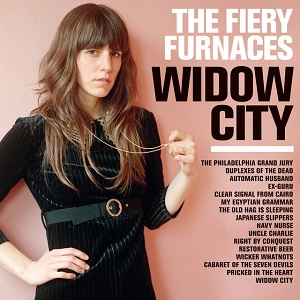 THE FIERY
FURNACES
WIDOW
CITY
THE PHILADELPHIA GRAND JURY
DUPLEXES OF THE DEAD
AUTOMATIC HUSBAND
EX-GURU
CLEAR SIGNAL FROM CAIRO
MY EGYPTIAN GRAMMAR
THE OLD HAG IS SLEEPING
JAPANESE SLIPPERS
NAVY NURSE
UNCLE CHARLIE
RIGHT BY CONQUEST
RESTORATIVE BEER
WICKER WHATNOTS
CABARET OF THE SEVEN DEVILS
PRICKED IN THE HEART
WIDOW CITY